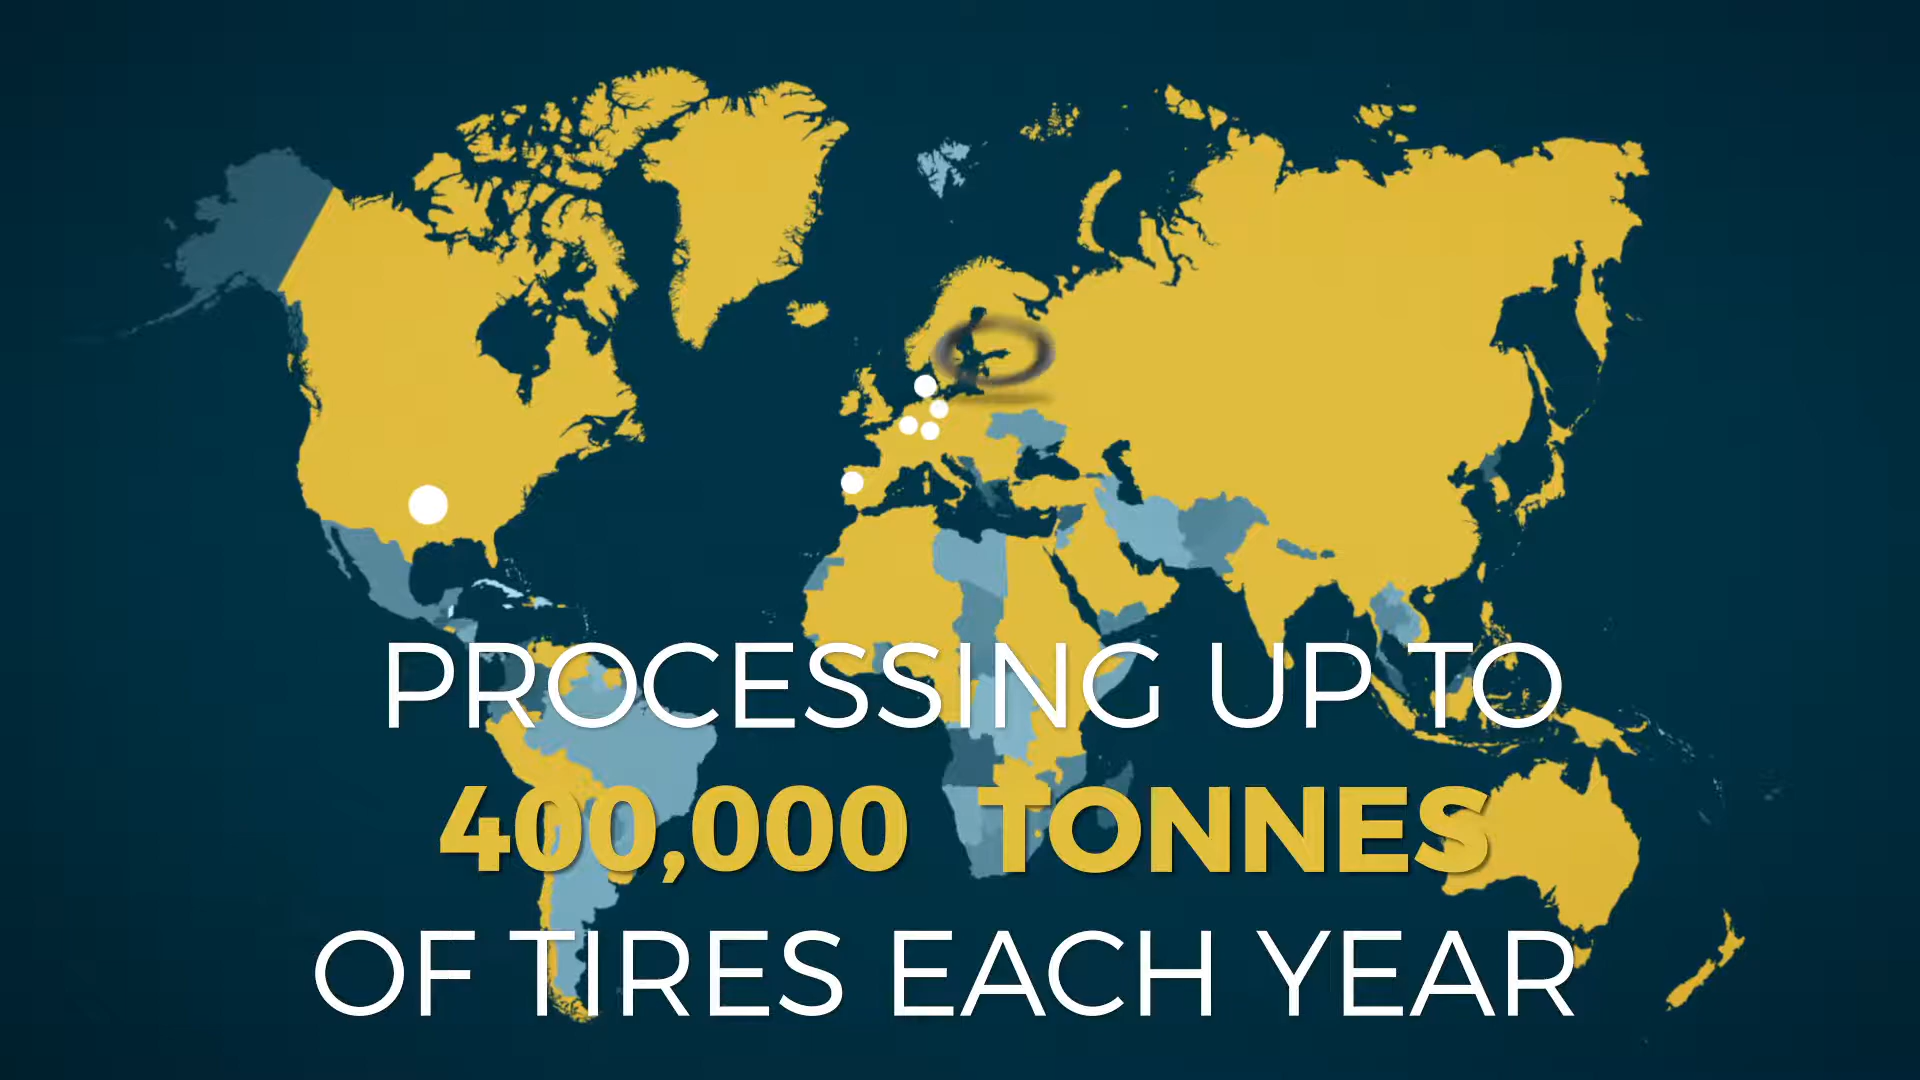 PROCESSING UP TO
400,000 TONNES
OF TIRES EACH YEAR